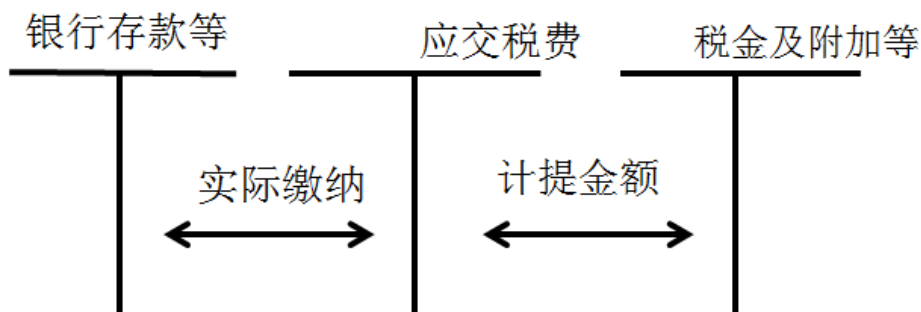 银行存款等
应交税费
税金及附加等
实际缴纳
计提金额